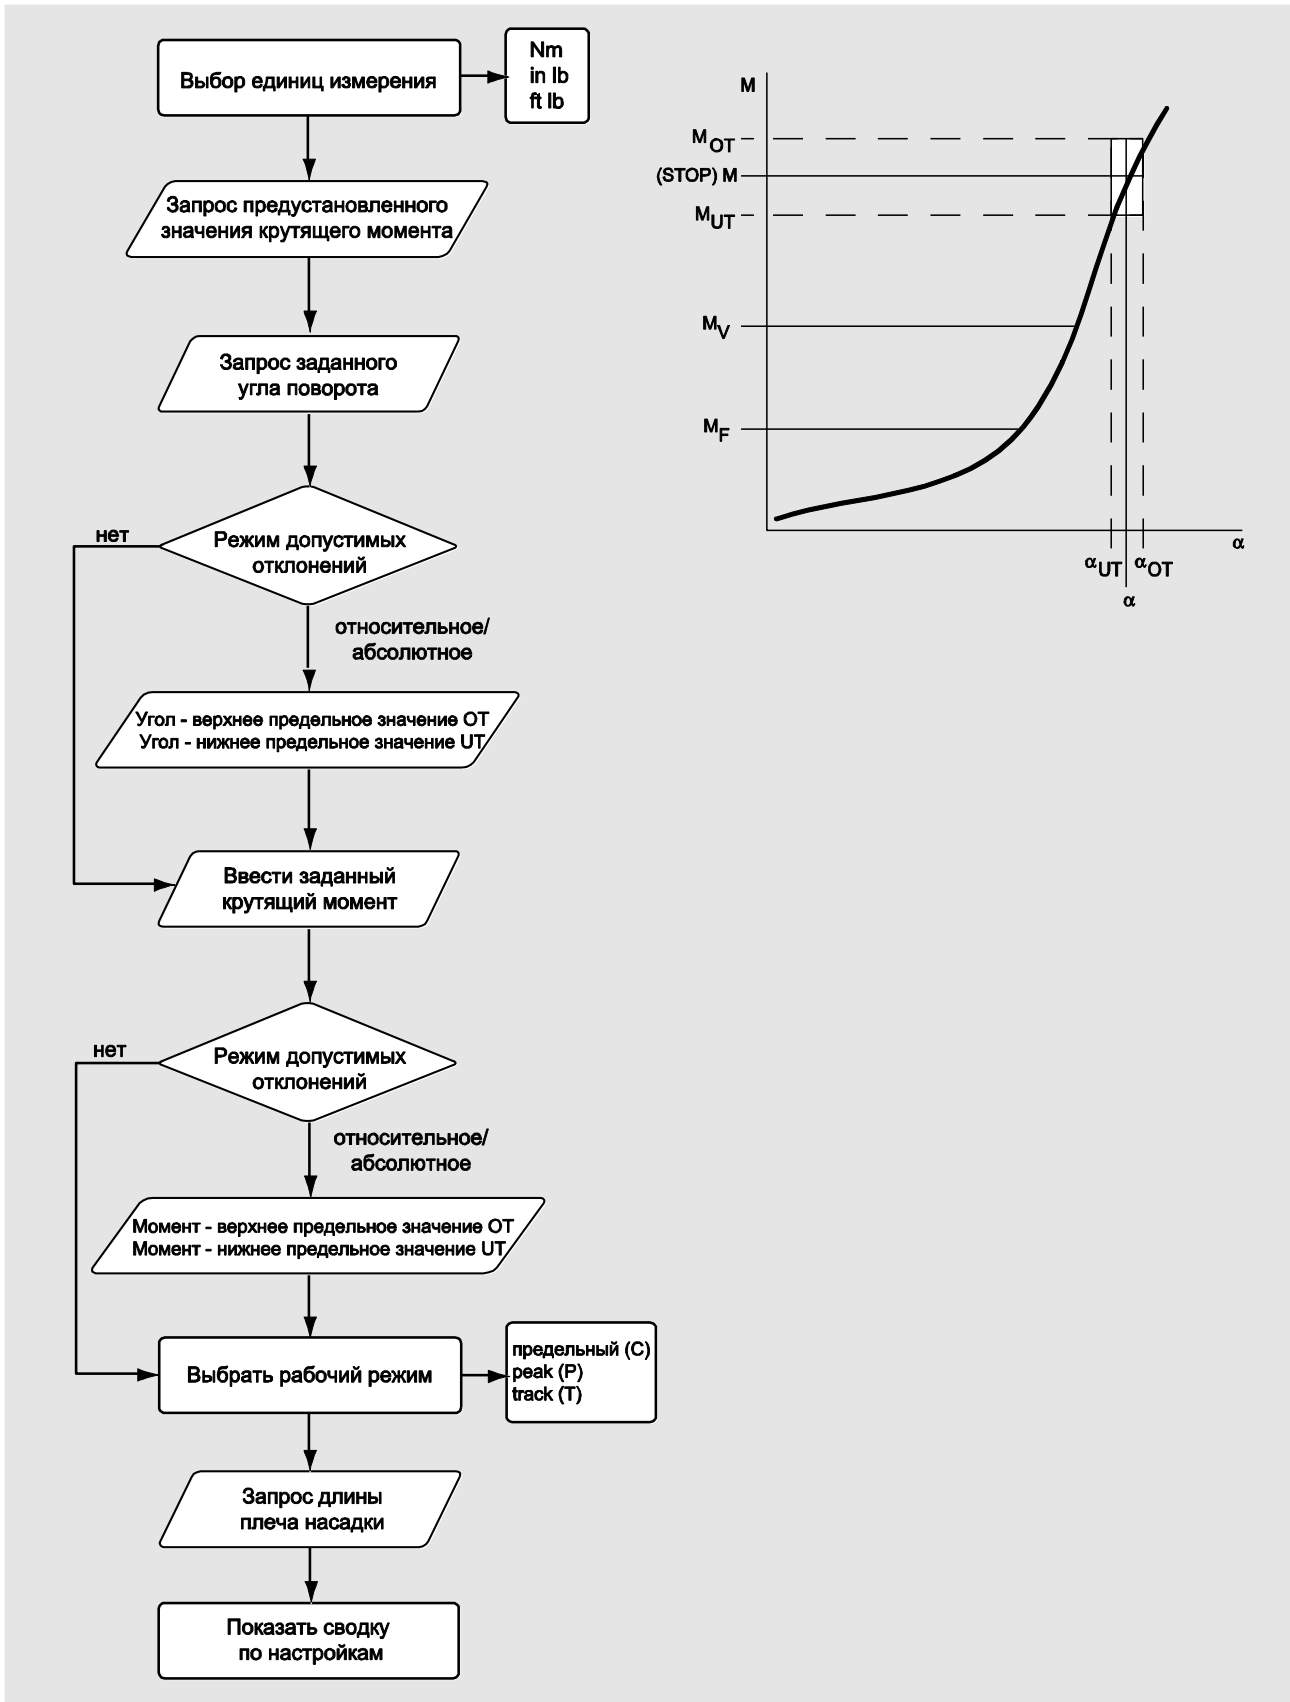 Выбор единиц измерения
Nm
in lb
ft lb
Запрос предустановленного
значения крутящего момента
Запрос заданного
угла поворота
нет
Режим допустимых
отклонений
относительное/
абсолютное
Угол - верхнее предельное значение OT
Угол - нижнее предельное значение UT
Ввести заданный
крутящий момент
нет
Режим допустимых
отклонений
относительное/
абсолютное
Момент - верхнее предельное значение OT
Момент - нижнее предельное значение UT
Выбрать рабочий режим
предельный (C)
peak (P)
track (T)
Запрос длины
плеча насадки
Показать сводку
по настройкам
M
M OT
(STOP) M
M UT
M V
M F
α
α UT α OT
α